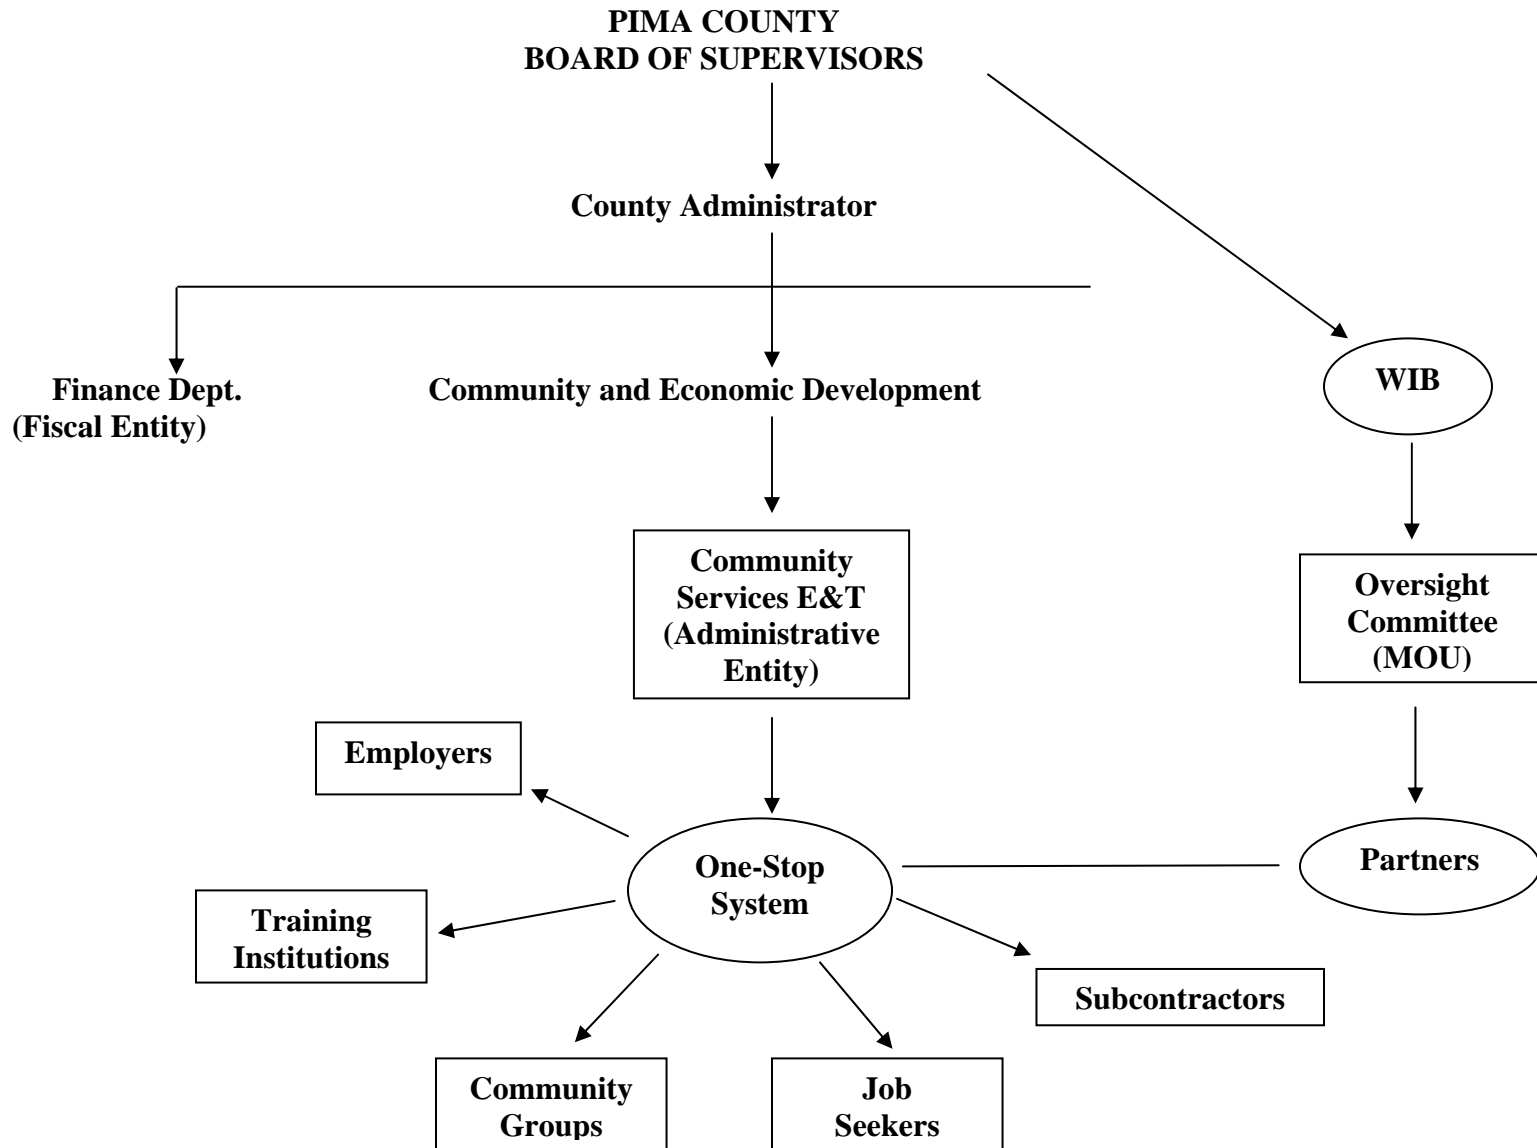 PIMA COUNTY
BOARD OF SUPERVISORS
County Administrator
Finance Dept.
(Fiscal Entity)
Community and Economic Development
WIB
Community
Services E&T
(Administrative
Entity)
Oversight
Committee
(MOU)
Employers
One-Stop
System
Partners
Training
Institutions
Subcontractors
Community
Groups
Job
Seekers